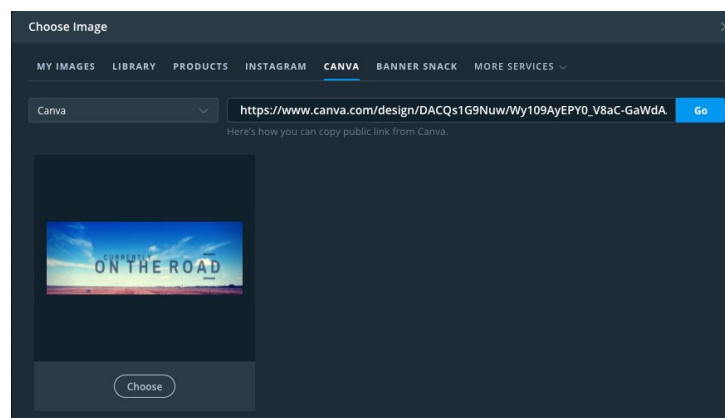 Choose Image
MY IMAGES LIBRARY PRODUCTS INSTAGRAM CANVA BANNER SNACK MORE SERVICES
Canva https://www.canva.com/design/DACQs1G9Nuw/Wy109AyEPY0_V8aC-GaWdA. Go
Here's how you can copy public link from Canva.
CURRENTLY
ON THE ROAD
Choose